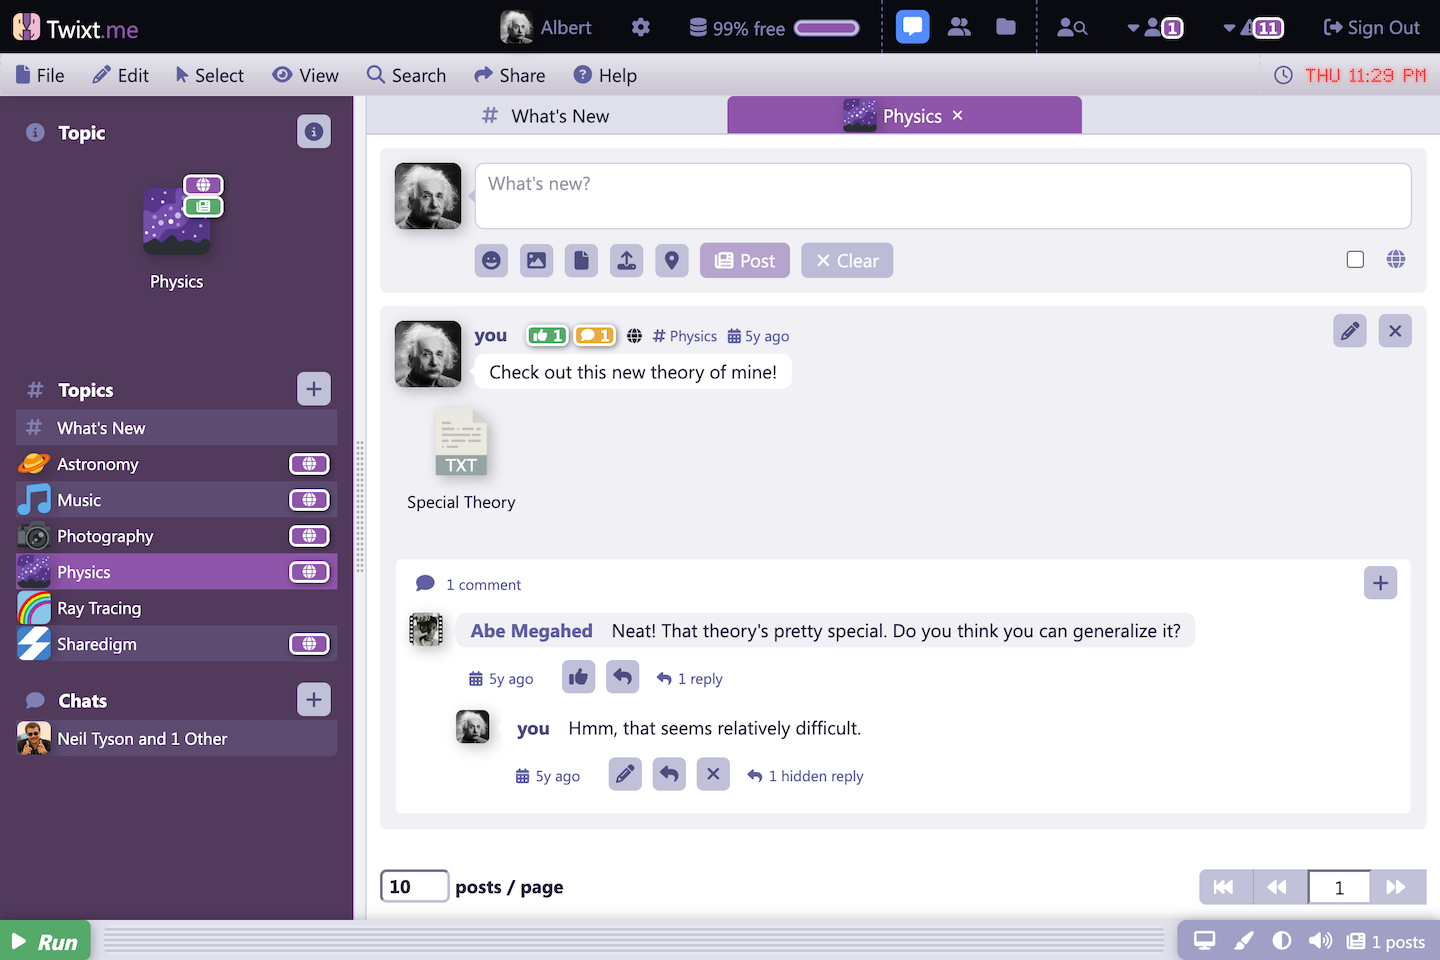 Twixt.me
Albert
99% free
1
11
Sign Out
File
Edit
Select
View
Search
Share
Help
THU 11:29 PM
Topic
Physics
Topics
What's New
Astronomy
Music
Photography
Physics
Ray Tracing
Sharedigm
Chats
Neil Tyson and 1 Other
What's New
Physics
What's new?
Post
Clear
you 1 1 Physics 5y ago
Check out this new theory of mine!
TXT
Special Theory
1 comment
Abe Megahed Neat! That theory's pretty special. Do you think you can generalize it?
5y ago 1 reply
you Hmm, that seems relatively difficult.
5y ago 1 hidden reply
10 posts / page
1
Run
1 posts